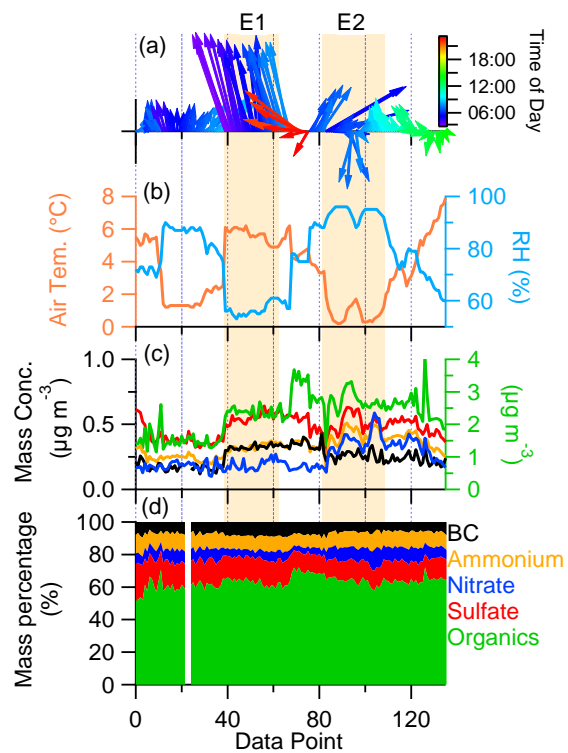 E1 E2
(a)
18:00
12:00
06:00
Time of Day
(b)
8
6
4
2
0
Air Tem. (°C)
100
80
60
RH (%)
(c)
1.0
0.5
0.0
Mass Conc.
(µg m⁻³)
4
3
2
1
0
(µg m⁻³)
(d)
100
80
60
40
20
0
Mass percentage
(%)
BC
Ammonium
Nitrate
Sulfate
Organics
0 40 80 120
Data Point